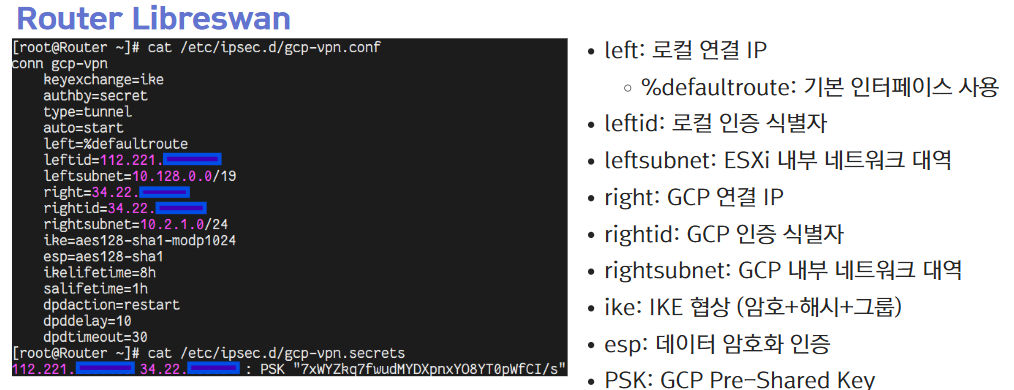 Router Libreswan
[root@Router ~]# cat /etc/ipsec.d/gcp-vpn.conf
conn gcp-vpn
keyexchange=ike
authby=secret
type=tunnel
auto=start
left=%defaultroute
leftid=112.221.
leftsubnet=10.128.0.0/19
right=34.22.
rightid=34.22.
rightsubnet=10.2.1.0/24
ike=aes128-sha1-modp1024
esp=aes128-sha1
ikelifetime=8h
salifetime=1h
dpdaction=restart
dpddelay=10
dpdtimeout=30
[root@Router ~]# cat /etc/ipsec.d/gcp-vpn.secrets
112.221. 34.22. : PSK "7xWYZkq7fwudMYDXpnxYO8YT0pWfCI/s"
• left: 로컬 연결 IP
◦ %defaultroute: 기본 인터페이스 사용
• leftid: 로컬 인증 식별자
• leftsubnet: ESXi 내부 네트워크 대역
• right: GCP 연결 IP
• rightid: GCP 인증 식별자
• rightsubnet: GCP 내부 네트워크 대역
• ike: IKE 협상 (암호+해시+그룹)
• esp: 데이터 암호화 인증
• PSK: GCP Pre-Shared Key